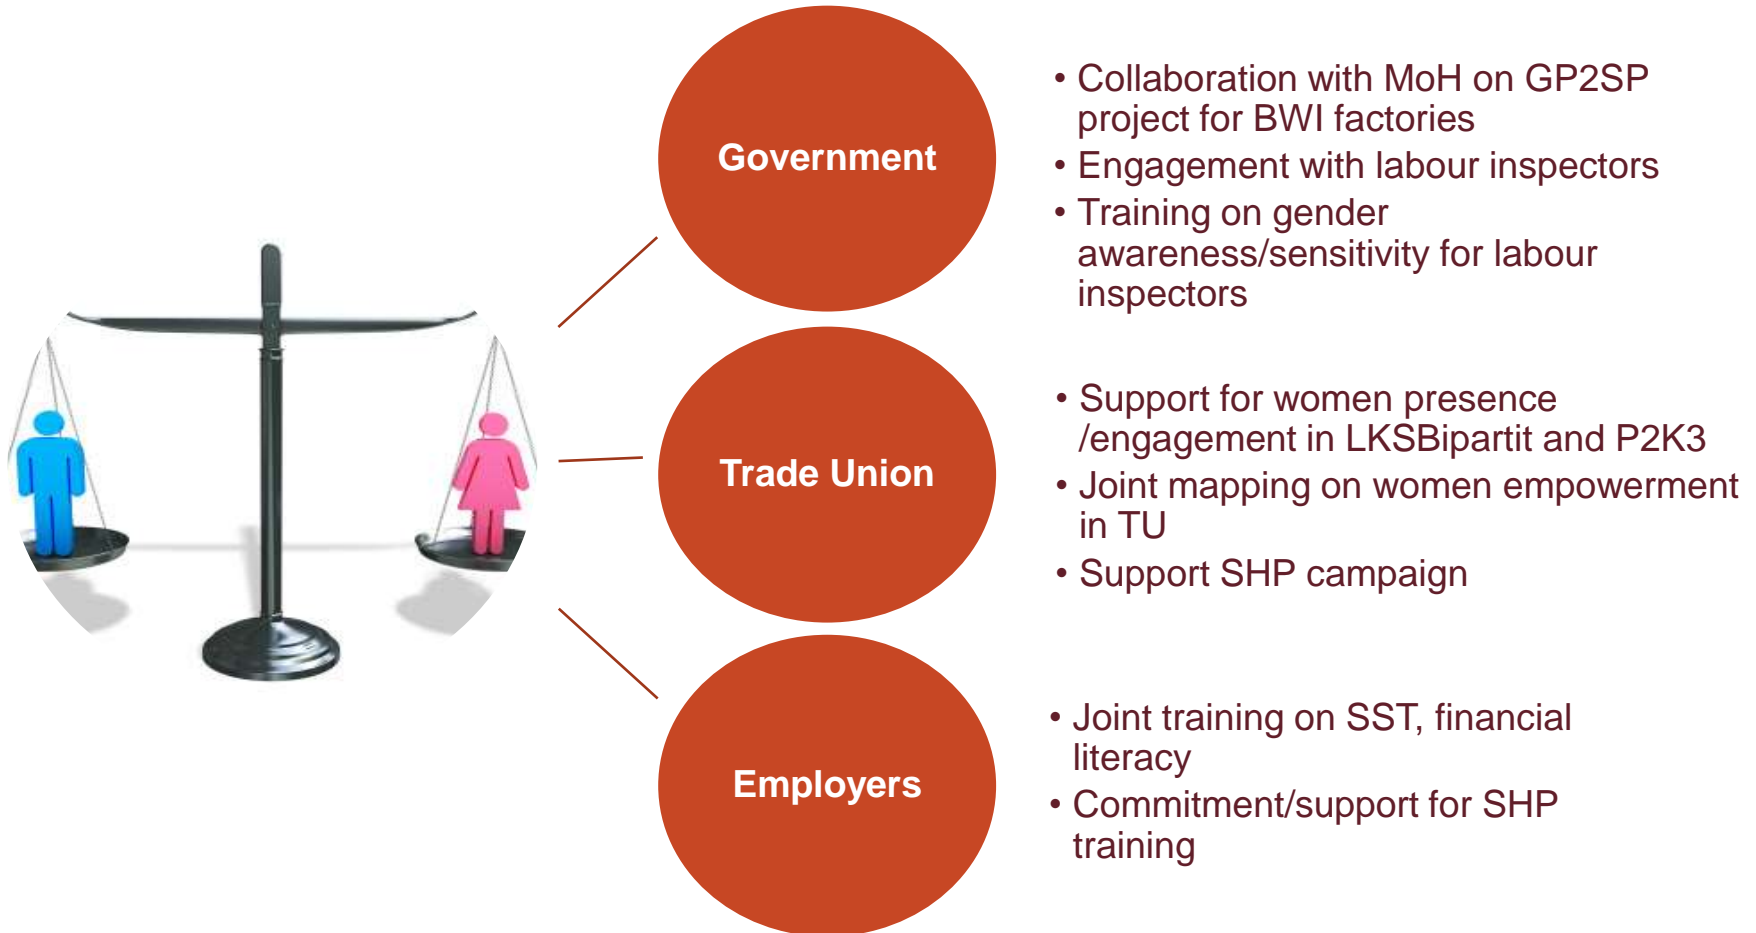 Government
• Collaboration with MoH on GP2SP
project for BWI factories
• Engagement with labour inspectors
• Training on gender
awareness/sensitivity for labour
inspectors
Trade Union
• Support for women presence
/engagement in LKSBipartit and P2K3
• Joint mapping on women empowerment
in TU
• Support SHP campaign
Employers
• Joint training on SST, financial
literacy
• Commitment/support for SHP
training